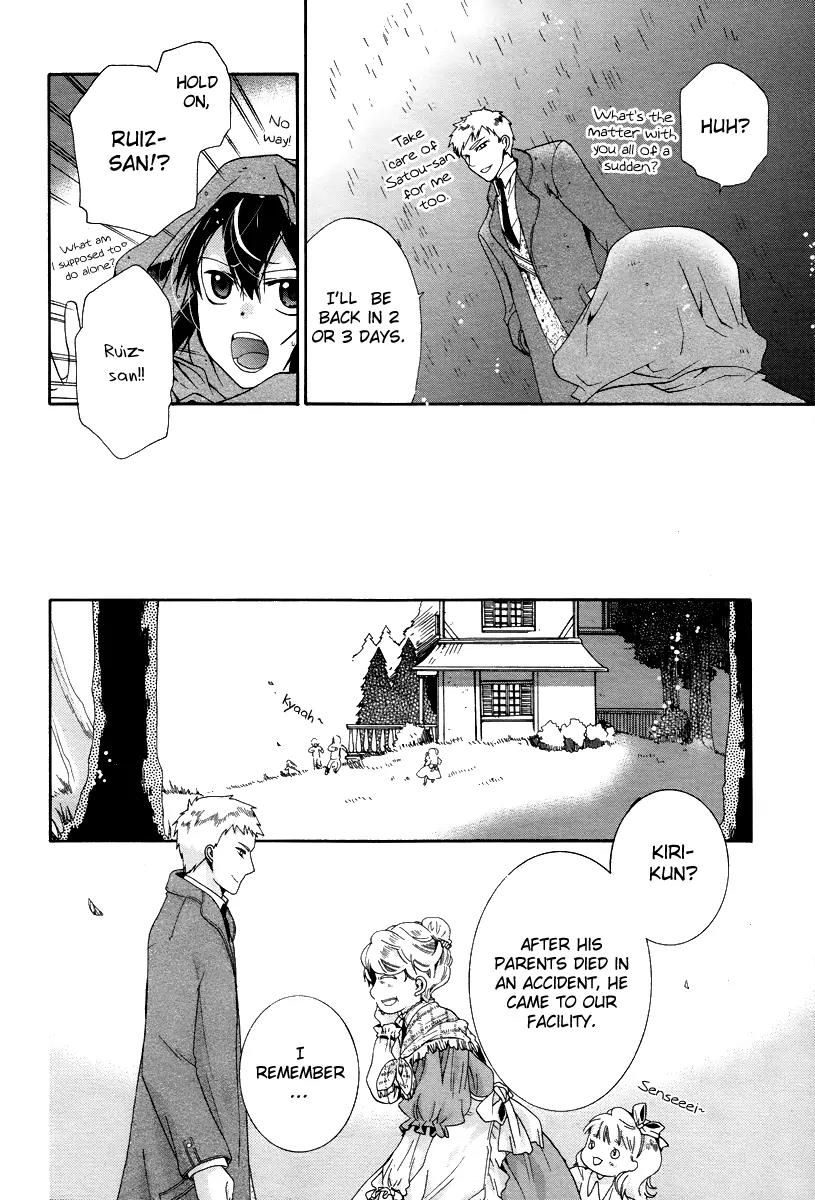 HUH?
What's the
matter with
you all of a
sudden?
Take
care of
Satou-san
for me
too.
I'LL BE
BACK IN 2
OR 3 DAYS.
HOLD
ON,
RUIZ-
SAN!?
No
way!
What am
I supposed to
do alone?
Ruiz-
san!!
Kyaah~
KIRI-
KUN?
AFTER HIS
PARENTS DIED IN
AN ACCIDENT, HE
CAME TO OUR
FACILITY.
I
REMEMBER
...
Senseeei~